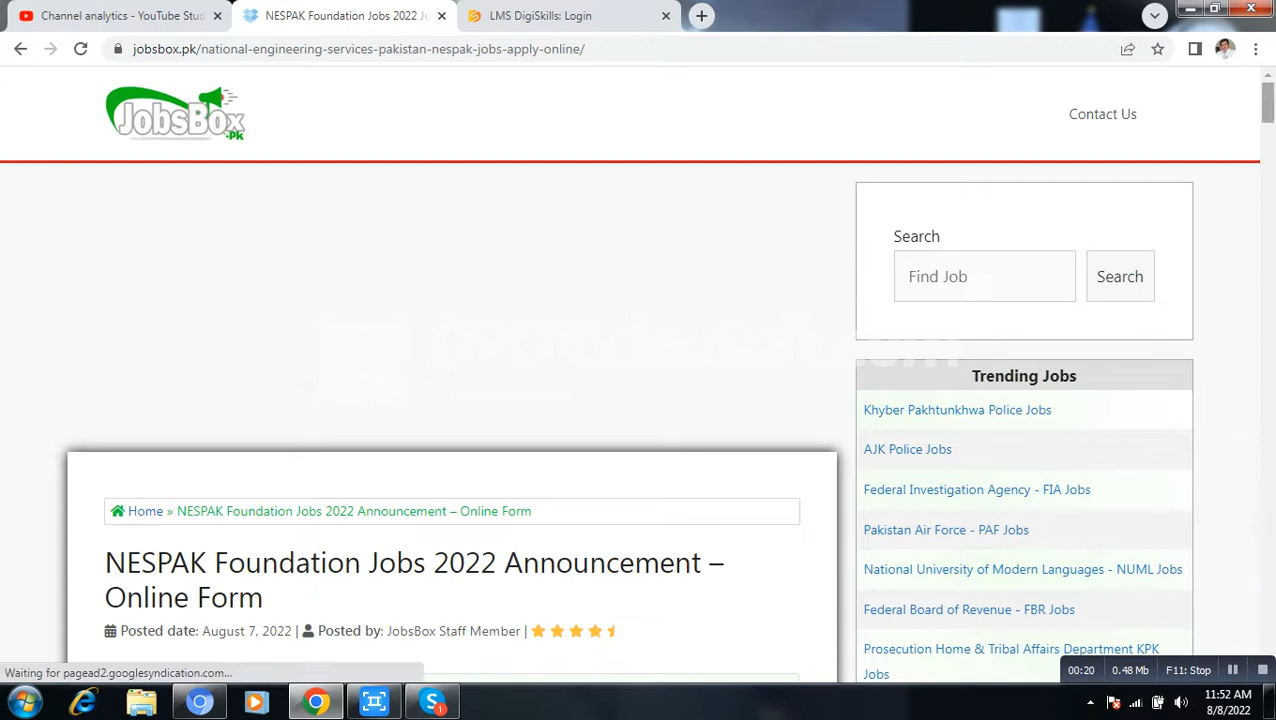 Channel analytics - YouTube Stud
NESPAK Foundation Jobs 2022 J
LMS Digiskills: login
jobsbox.pk/national-engineering-services-pakistan-nespak-jobs-apply-online/
JobsBox
.PK
Contact Us
Search
Find Job
Search
Trending Jobs
Khyber Pakhtunkhwa Police Jobs
AJK Police Jobs
Federal Investigation Agency - FIA Jobs
Pakistan Air Force - PAF Jobs
National University of Modern Languages - NUML Jobs
Federal Board of Revenue - FBR Jobs
Prosecution Home & Tribal Affairs Department KPK
Jobs
Home » NESPAK Foundation Jobs 2022 Announcement – Online Form
NESPAK Foundation Jobs 2022 Announcement –
Online Form
Posted date: August 7, 2022 | Posted by: JobsBox Staff Member |
Waiting for pagead2.googlesyndication.com...
00:20 0.48 Mb F11: Stop
1
11:52 AM
8/8/2022